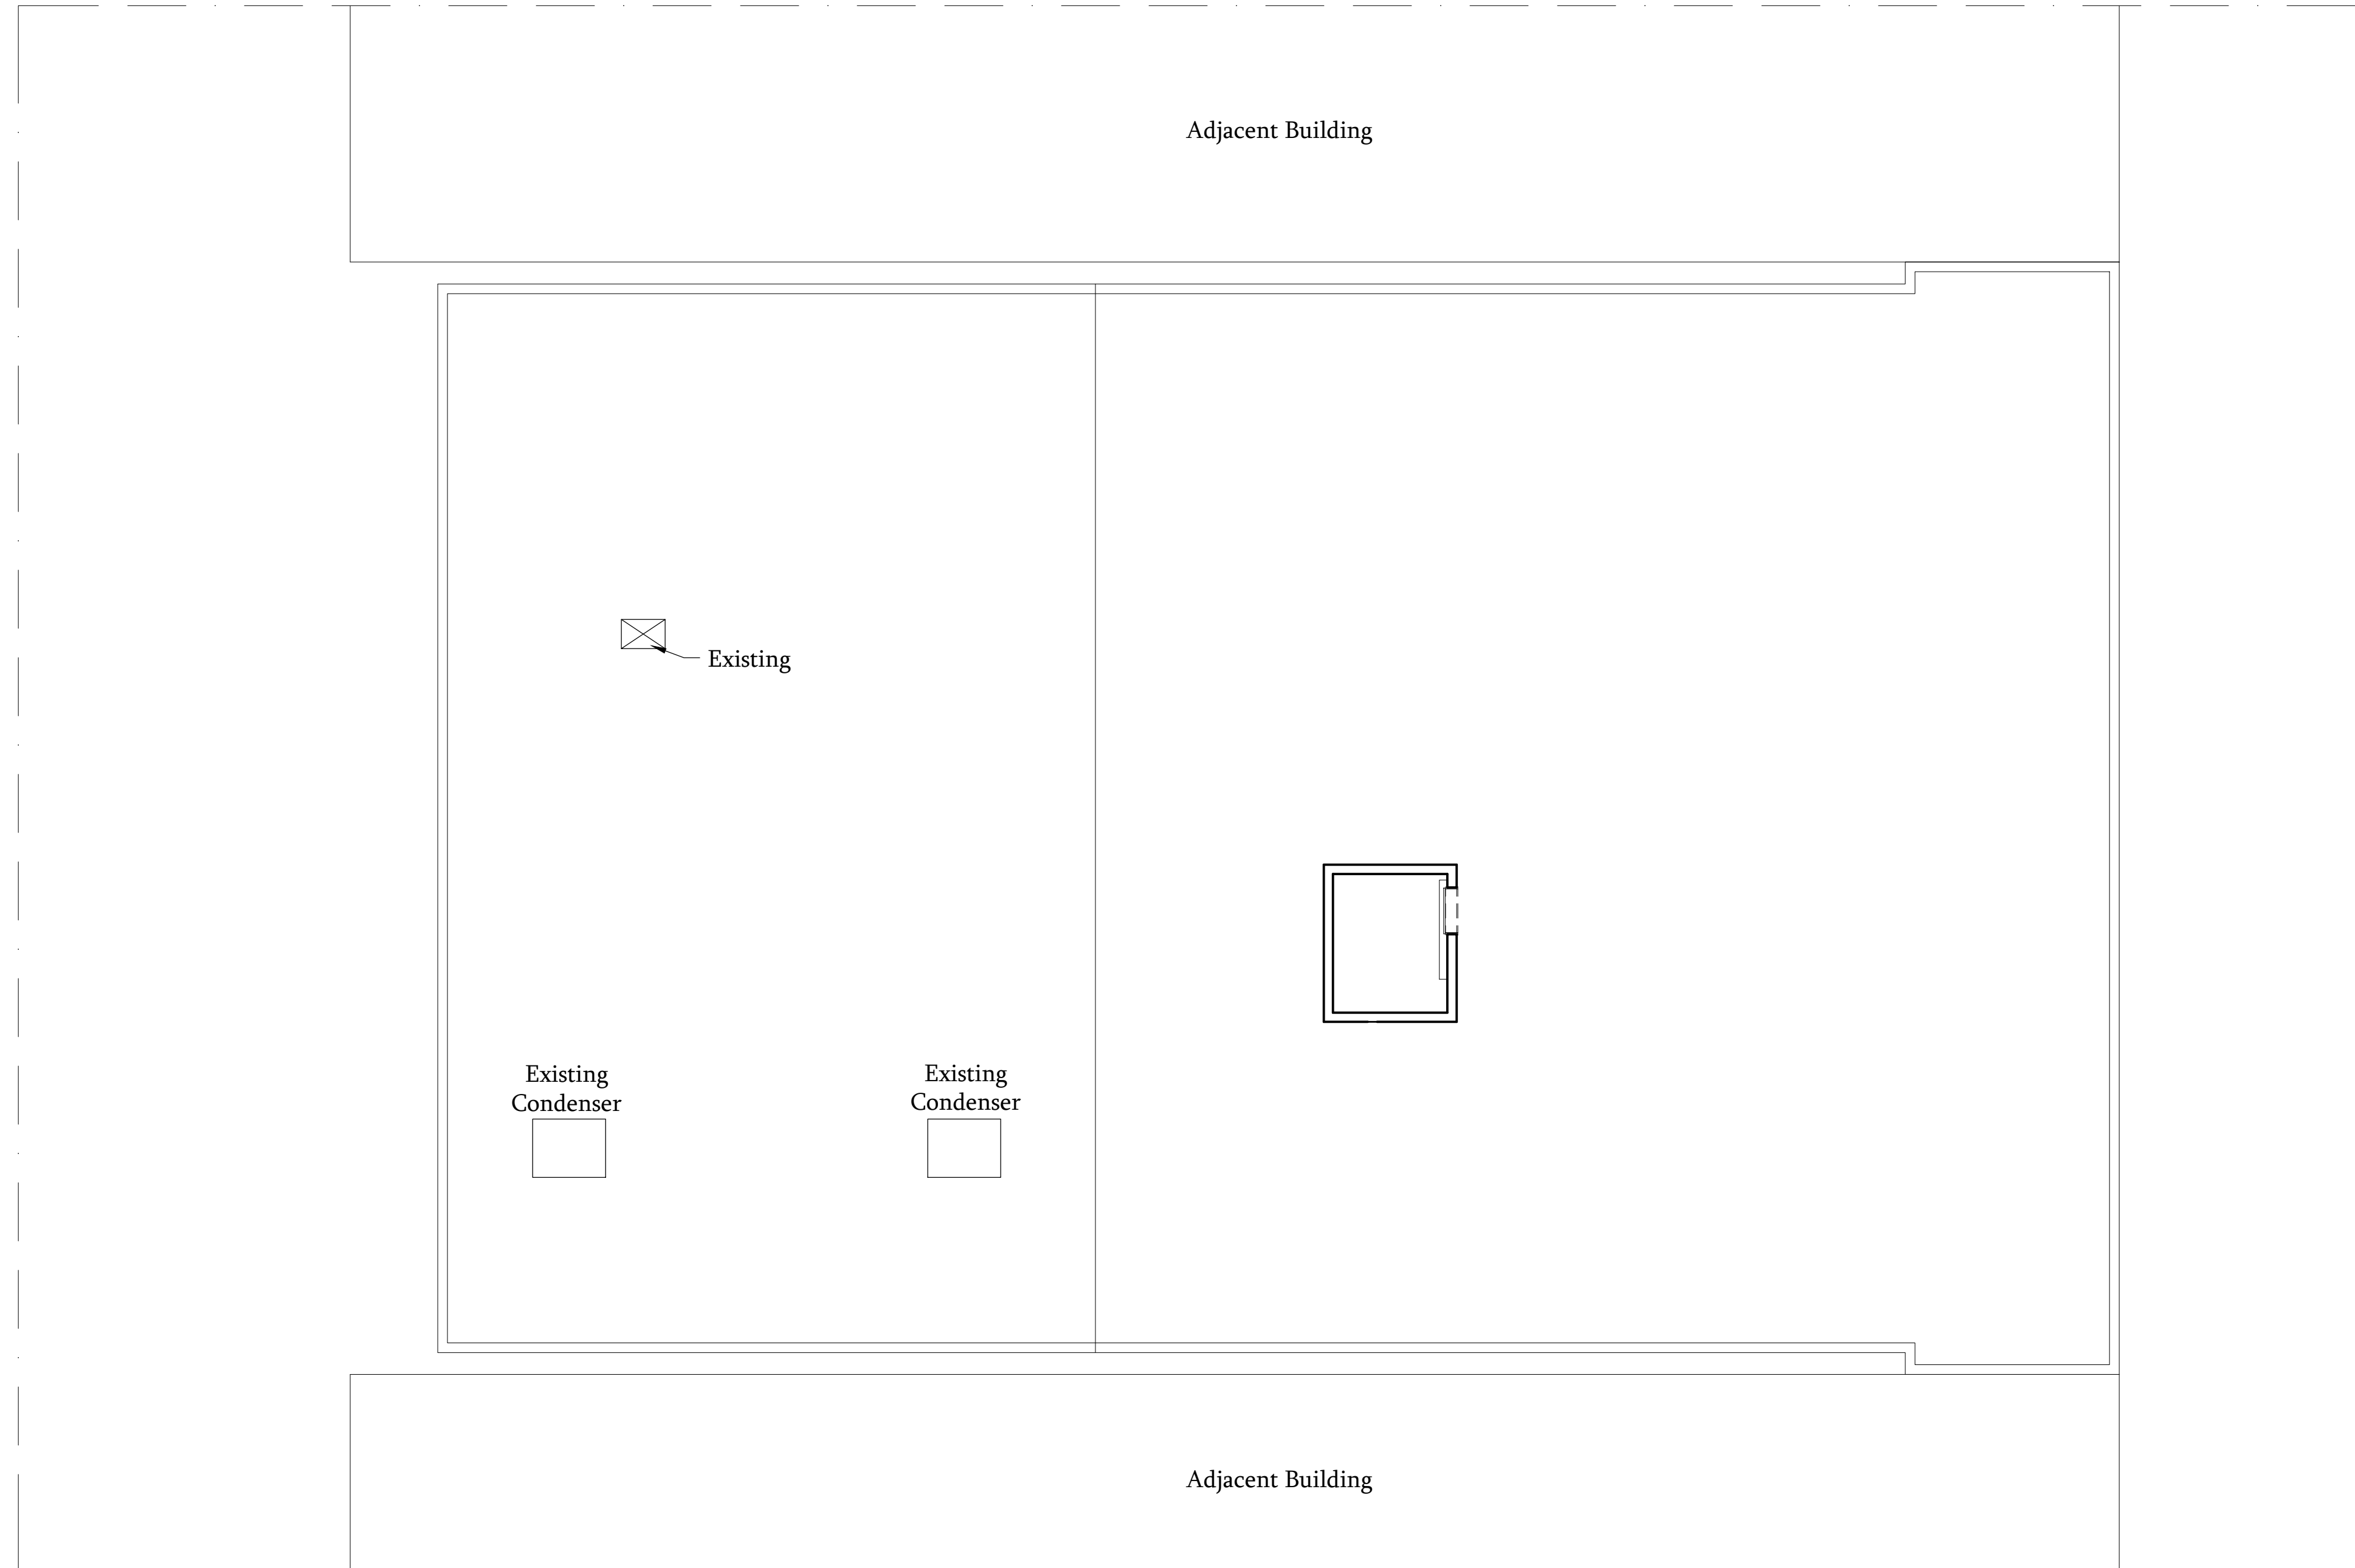 Adjacent Building
Existing
Existing
Condenser
Existing
Condenser
Adjacent Building